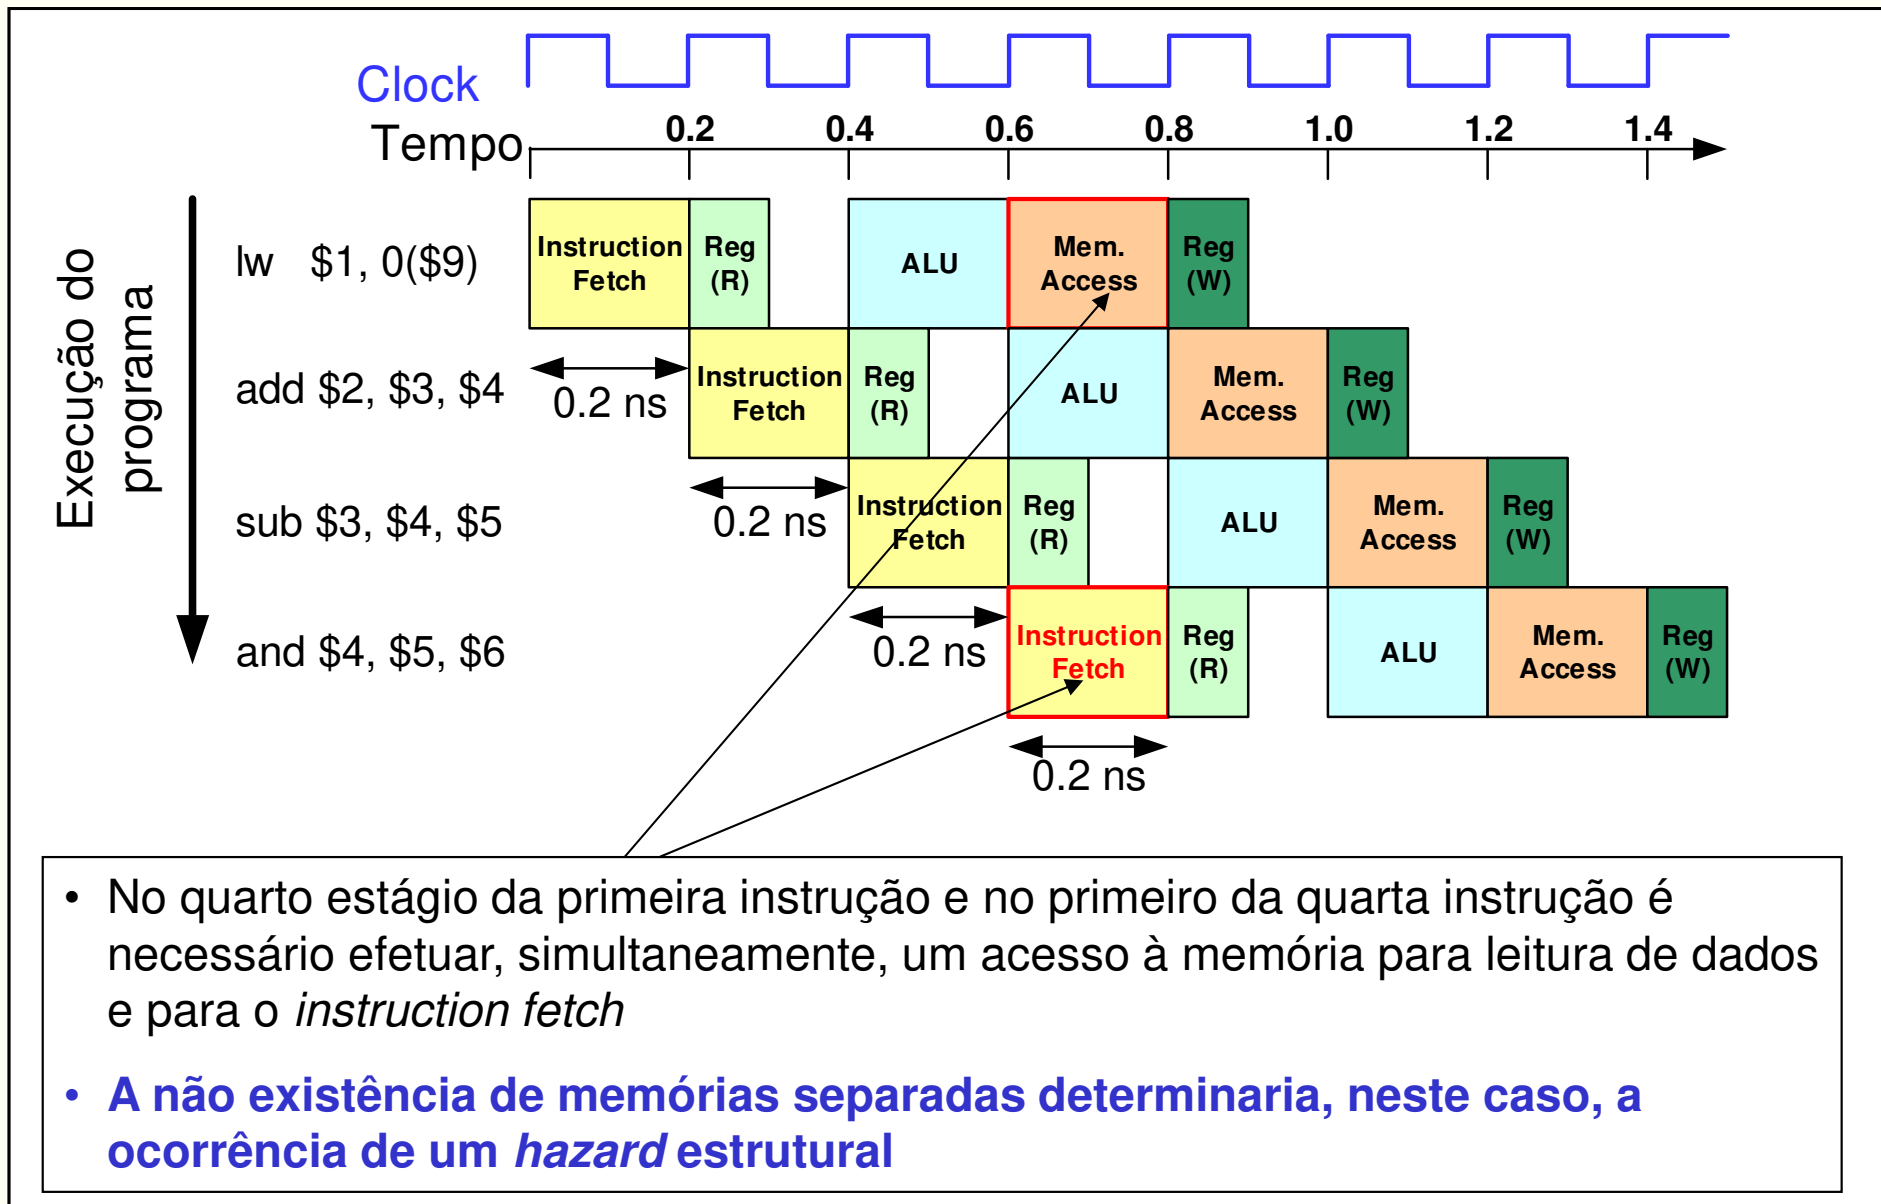 Clock
Tempo
0.2 0.4 0.6 0.8 1.0 1.2 1.4
Execução do
programa
lw $1, 0($9)
Instruction
Fetch
Reg
(R)
ALU
Mem.
Access
Reg
(W)
add $2, $3, $4
0.2 ns
Instruction
Fetch
Reg
(R)
ALU
Mem.
Access
Reg
(W)
sub $3, $4, $5
0.2 ns
Instruction
Fetch
Reg
(R)
ALU
Mem.
Access
Reg
(W)
and $4, $5, $6
0.2 ns
Instruction
Fetch
Reg
(R)
ALU
Mem.
Access
Reg
(W)
0.2 ns
• No quarto estágio da primeira instrução e no primeiro da quarta instrução é
necessário efetuar, simultaneamente, um acesso à memória para leitura de dados
e para o instruction fetch
• A não existência de memórias separadas determinaria, neste caso, a
ocorrência de um hazard estrutural